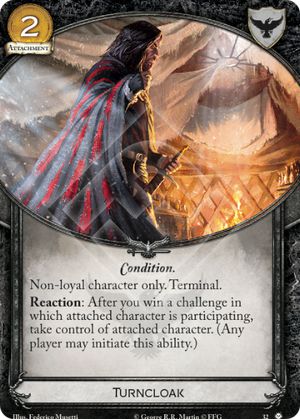 2
ATTACHMENT
Condition.
Non-loyal character only. Terminal.
Reaction: After you win a challenge in
which attached character is participating,
take control of attached character. (Any
player may initiate this ability.)
TURNCLOAK
Illus. Federico Musetti
© George R.R. Martin © FFG
12